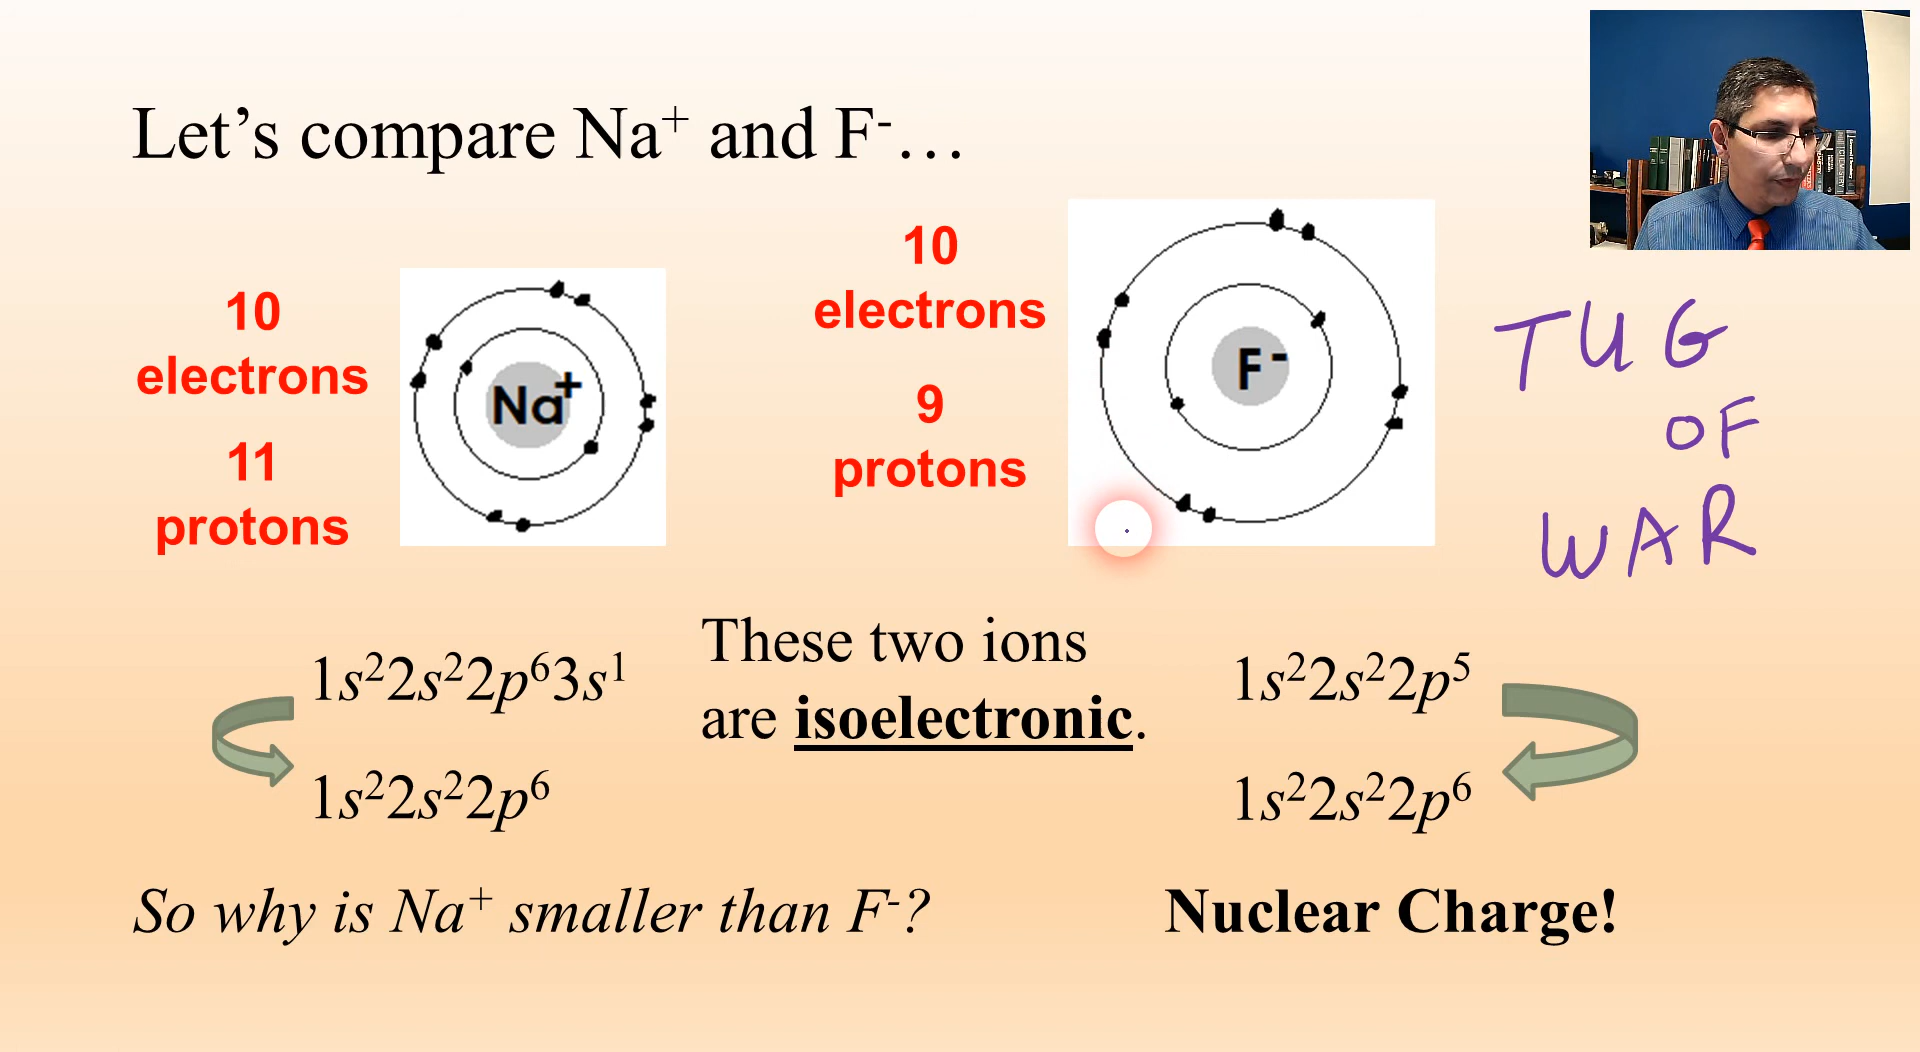 Let's compare Na⁺ and F⁻…
10
electrons
11
protons
Na⁺
10
electrons
9
protons
F⁻
TUG
OF
WAR
1s²2s²2p⁶3s¹
1s²2s²2p⁶
These two ions
are isoelectronic.
1s²2s²2p⁵
1s²2s²2p⁶
So why is Na⁺ smaller than F⁻?
Nuclear Charge!